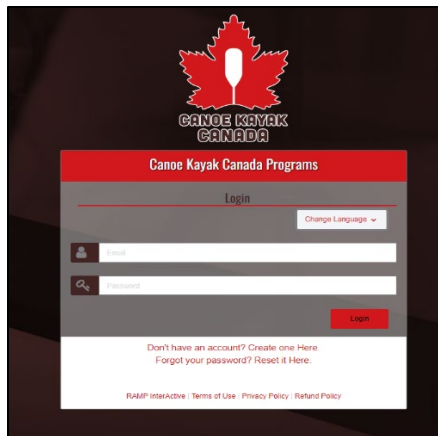 CANOE KAYAK
CANADA
Canoe Kayak Canada Programs
Login
Change Language
Email
Password
Login
Don't have an account? Create one Here.
Forgot your password? Reset it Here.
RAMP InterActive | Terms of Use | Privacy Policy | Refund Policy